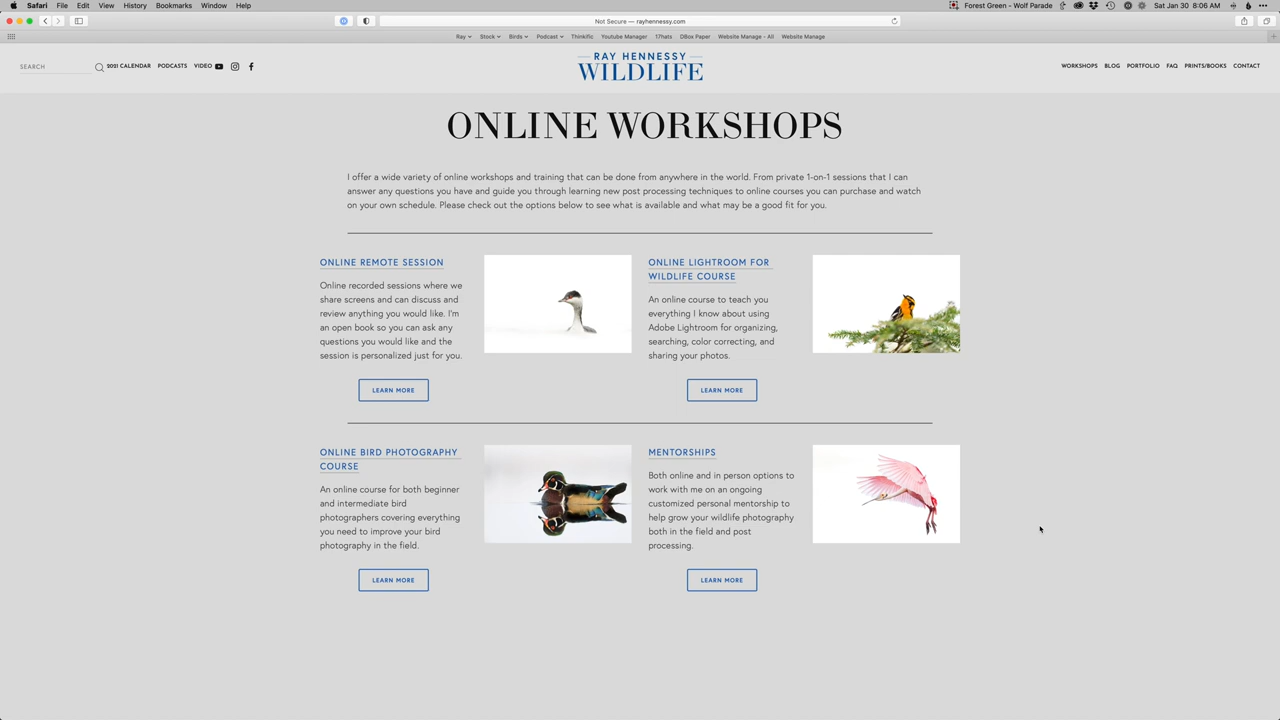 Safari File Edit View History Bookmarks Window Help
Forest Green - Wolf Parade
Sat Jan 30 8:06 AM
Not Secure — rayhennessy.com
Ray Stock Birds Podcast Thinkific Youtube Manager 17hats DBox Paper Website Manage - All Website Manage
SEARCH
2021 CALENDAR PODCASTS VIDEO
RAY HENNESSY
WILDLIFE
WORKSHOPS BLOG PORTFOLIO FAQ PRINTS/BOOKS CONTACT
ONLINE WORKSHOPS
I offer a wide variety of online workshops and training that can be done from anywhere in the world. From private 1-on-1 sessions that I can
answer any questions you have and guide you through learning new post processing techniques to online courses you can purchase and watch
on your own schedule. Please check out the options below to see what is available and what may be a good fit for you.
ONLINE REMOTE SESSION
Online recorded sessions where we
share screens and can discuss and
review anything you would like. I'm
an open book so you can ask any
questions you would like and the
session is personalized just for you.
LEARN MORE
ONLINE LIGHTROOM FOR
WILDLIFE COURSE
An online course to teach you
everything I know about using
Adobe Lightroom for organizing,
searching, color correcting, and
sharing your photos.
LEARN MORE
ONLINE BIRD PHOTOGRAPHY
COURSE
An online course for both beginner
and intermediate bird
photographers covering everything
you need to improve your bird
photography in the field.
LEARN MORE
MENTORSHIPS
Both online and in person options to
work with me on an ongoing
customized personal mentorship to
help grow your wildlife photography
both in the field and post
processing.
LEARN MORE